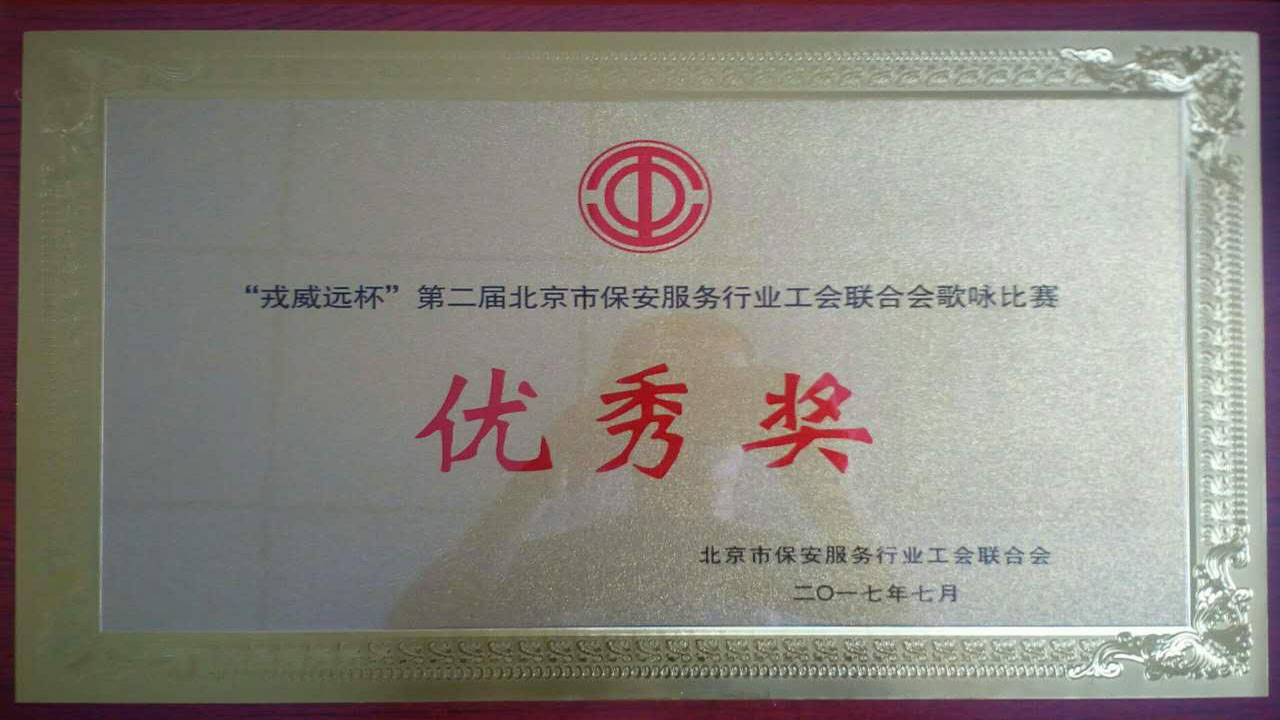 “戎威远杯”第二届北京市保安服务行业工会联合会歌咏比赛
优秀奖
北京市保安服务行业工会联合会
二〇一七年七月